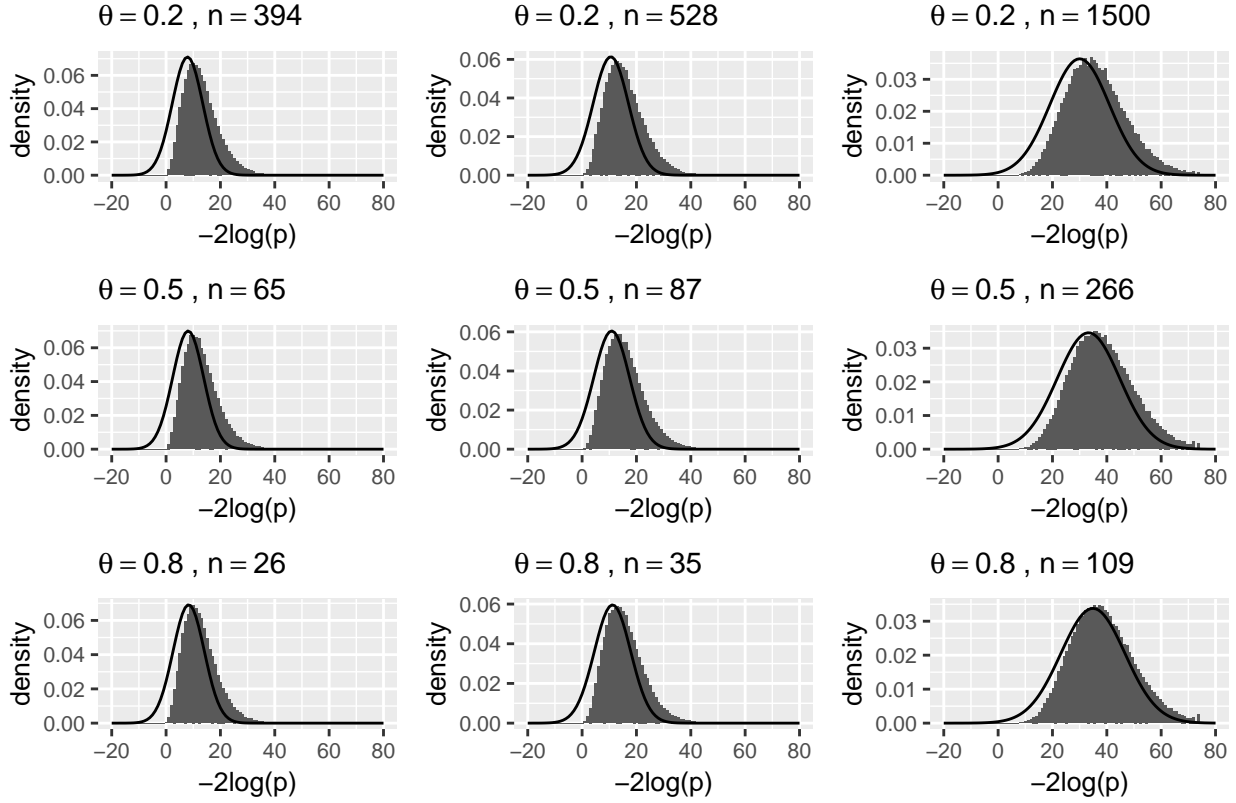 θ = 0.2 , n = 394
density
0.06
0.04
0.02
0.00
−20 0 20 40 60 80
−2log(p)
θ = 0.2 , n = 528
density
0.06
0.04
0.02
0.00
−20 0 20 40 60 80
−2log(p)
θ = 0.2 , n = 1500
density
0.03
0.02
0.01
0.00
−20 0 20 40 60 80
−2log(p)
θ = 0.5 , n = 65
density
0.06
0.04
0.02
0.00
−20 0 20 40 60 80
−2log(p)
θ = 0.5 , n = 87
density
0.06
0.04
0.02
0.00
−20 0 20 40 60 80
−2log(p)
θ = 0.5 , n = 266
density
0.03
0.02
0.01
0.00
−20 0 20 40 60 80
−2log(p)
θ = 0.8 , n = 26
density
0.06
0.04
0.02
0.00
−20 0 20 40 60 80
−2log(p)
θ = 0.8 , n = 35
density
0.06
0.04
0.02
0.00
−20 0 20 40 60 80
−2log(p)
θ = 0.8 , n = 109
density
0.03
0.02
0.01
0.00
−20 0 20 40 60 80
−2log(p)